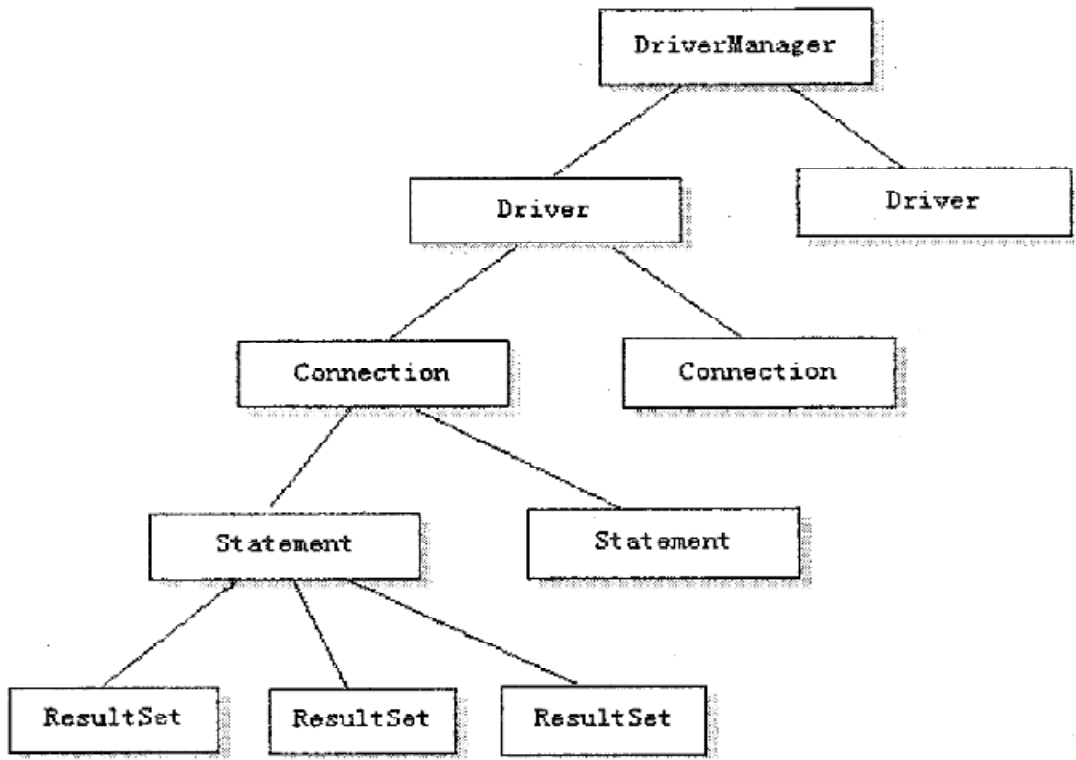 DriverManager
Driver
Driver
Connection
Connection
Statement
Statement
ResultSet
ResultSet
ResultSet